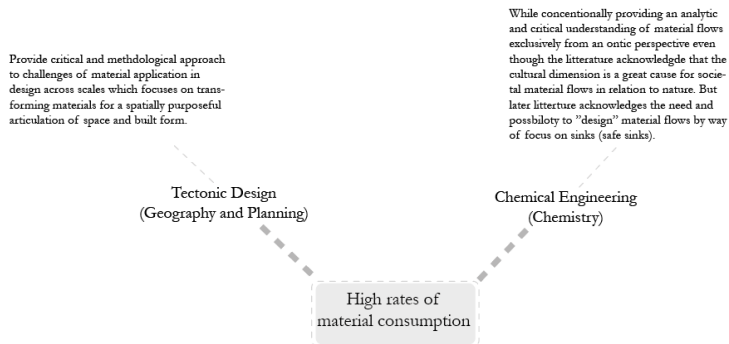 While concentionally providing an analytic
and critical understanding of material flows
exclusively from an ontic perspective even
though the litterature acknowledgde that the
cultural dimension is a great cause for socie-
tal material flows in relation to nature. But
later litterture acknowledges the need and
possbiloty to ”design” material flows by way
of focus on sinks (safe sinks).
Provide critical and methdological approach
to challenges of material application in
design across scales which focuses on trans-
forming materials for a spatially purposeful
articulation of space and built form.
Tectonic Design
(Geography and Planning)
Chemical Engineering
(Chemistry)
High rates of
material consumption